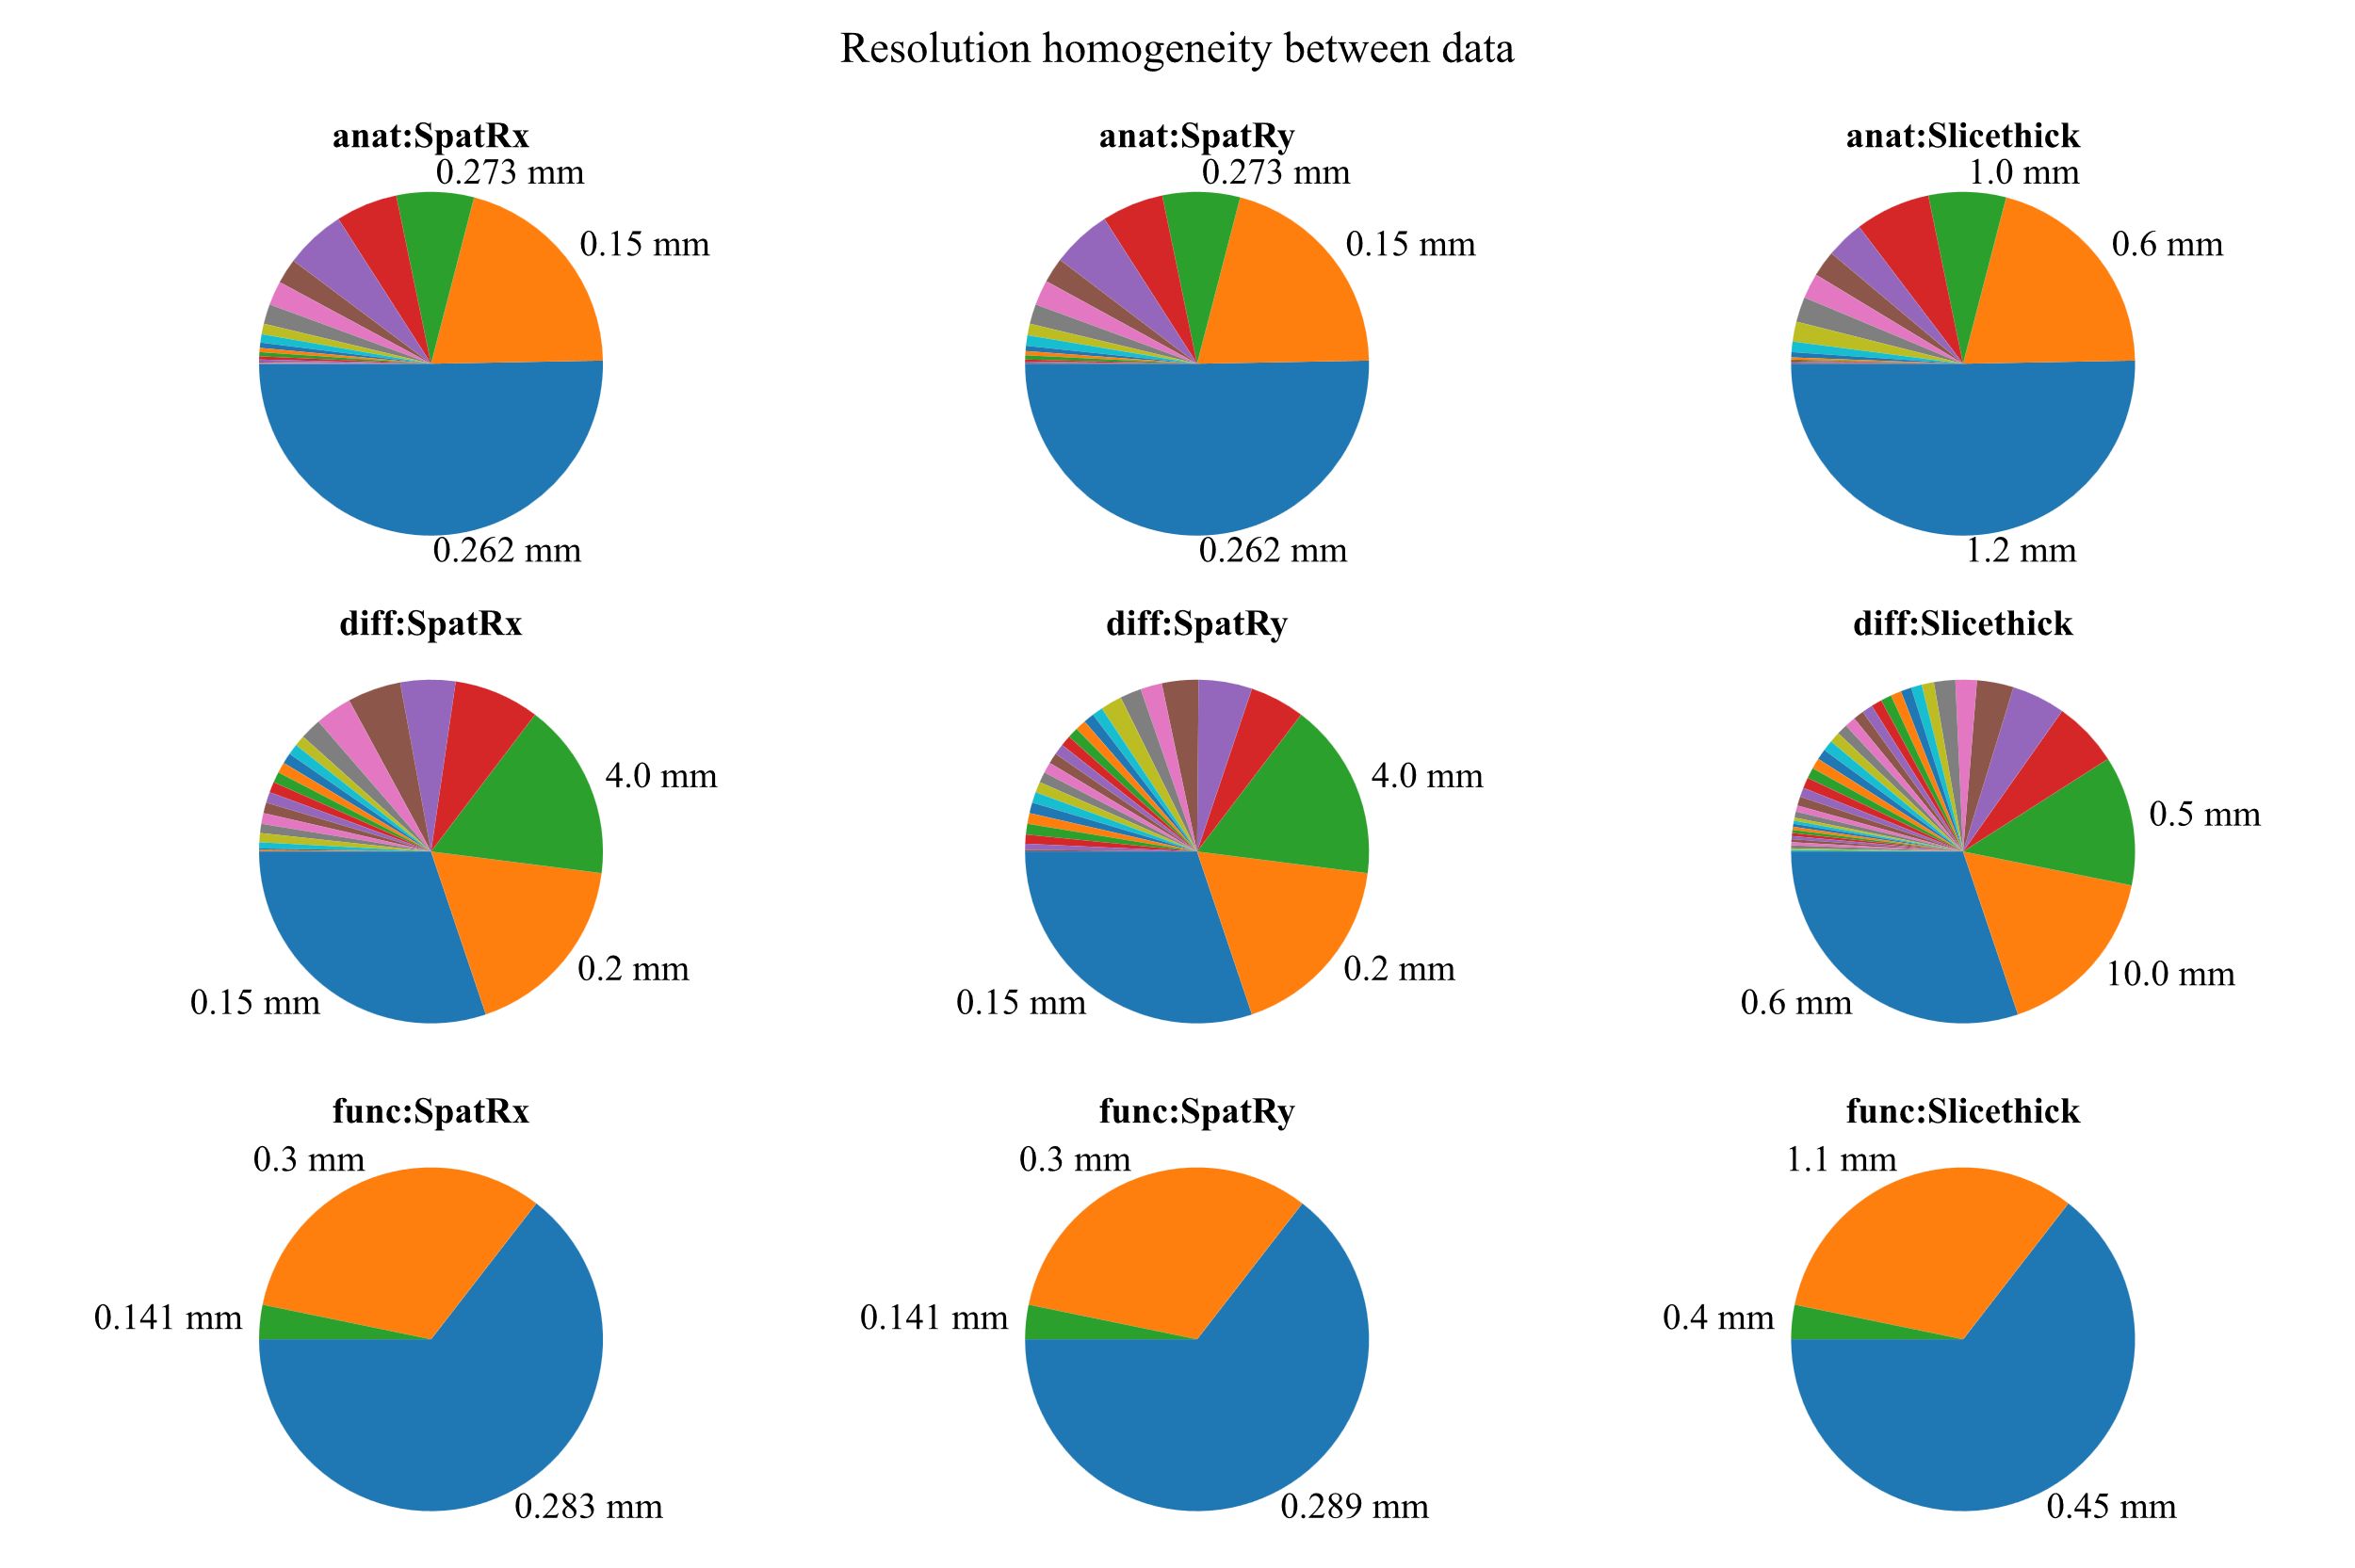 Resolution homogeneity between data
anat:SpatRx
0.273 mm
0.15 mm
0.262 mm
anat:SpatRy
0.273 mm
0.15 mm
0.262 mm
anat:Slicethick
1.0 mm
0.6 mm
1.2 mm
diff:SpatRx
4.0 mm
0.2 mm
0.15 mm
diff:SpatRy
4.0 mm
0.2 mm
0.15 mm
diff:Slicethick
0.5 mm
10.0 mm
0.6 mm
func:SpatRx
0.3 mm
0.141 mm
0.283 mm
func:SpatRy
0.3 mm
0.141 mm
0.289 mm
func:Slicethick
1.1 mm
0.4 mm
0.45 mm